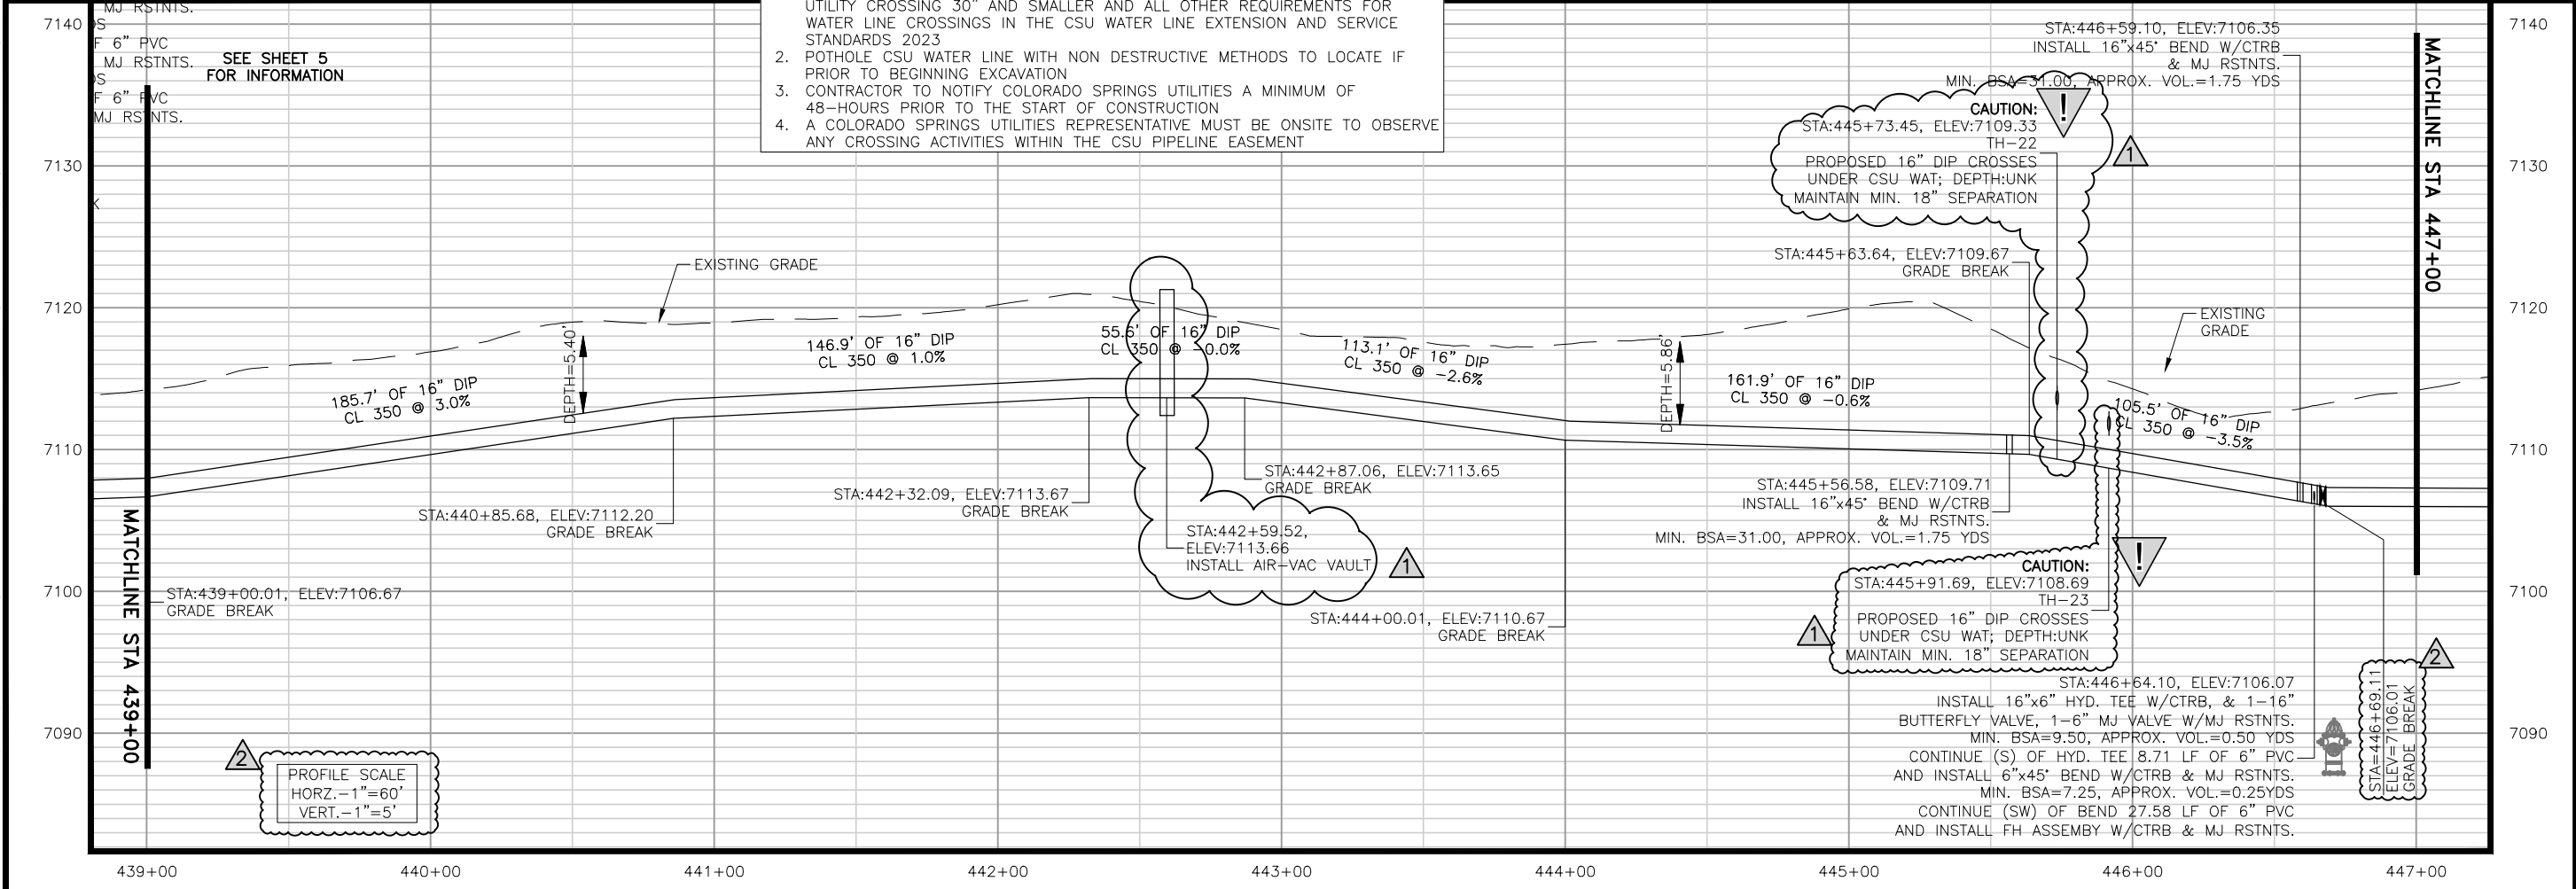 MJ RSTNTS.
F 6" PVC
MJ RSTNTS.
F 6" PVC
MJ RSTNTS.
SEE SHEET 5
FOR INFORMATION
UTILITY CROSSING 30" AND SMALLER AND ALL OTHER REQUIREMENTS FOR
WATER LINE CROSSINGS IN THE CSU WATER LINE EXTENSION AND SERVICE
STANDARDS 2023
2. POTHOLE CSU WATER LINE WITH NON DESTRUCTIVE METHODS TO LOCATE IF
PRIOR TO BEGINNING EXCAVATION
3. CONTRACTOR TO NOTIFY COLORADO SPRINGS UTILITIES A MINIMUM OF
48-HOURS PRIOR TO THE START OF CONSTRUCTION
4. A COLORADO SPRINGS UTILITIES REPRESENTATIVE MUST BE ONSITE TO OBSERVE
ANY CROSSING ACTIVITIES WITHIN THE CSU PIPELINE EASEMENT
STA:446+59.10, ELEV:7106.35
INSTALL 16"x45° BEND W/CTRB
& MJ RSTNTS.
MIN. BSA=31.00, APPROX. VOL.=1.75 YDS
CAUTION:
!
STA:445+73.45, ELEV:7109.33
TH-22
PROPOSED 16" DIP CROSSES
UNDER CSU WAT; DEPTH:UNK
MAINTAIN MIN. 18" SEPARATION
1
STA:445+63.64, ELEV:7109.67
GRADE BREAK
MATCHLINE STA 447+00
7140
7130
7120
7110
7100
7090
7140
7130
7120
7110
7100
7090
EXISTING GRADE
EXISTING
GRADE
185.7' OF 16" DIP
CL 350 @ 3.0%
DEPTH=5.40'
146.9' OF 16" DIP
CL 350 @ 1.0%
55.6' OF 16" DIP
CL 350 @ -0.0%
113.1' OF 16" DIP
CL 350 @ -2.6%
DEPTH=5.86'
161.9' OF 16" DIP
CL 350 @ -0.6%
105.5' OF 16" DIP
CL 350 @ -3.5%
MATCHLINE STA 439+00
STA:439+00.01, ELEV:7106.67
GRADE BREAK
STA:440+85.68, ELEV:7112.20
GRADE BREAK
STA:442+32.09, ELEV:7113.67
GRADE BREAK
STA:442+59.52,
ELEV:7113.66
INSTALL AIR-VAC VAULT
1
STA:442+87.06, ELEV:7113.65
GRADE BREAK
STA:444+00.01, ELEV:7110.67
GRADE BREAK
STA:445+56.58, ELEV:7109.71
INSTALL 16"x45° BEND W/CTRB
& MJ RSTNTS.
MIN. BSA=31.00, APPROX. VOL.=1.75 YDS
CAUTION:
!
STA:445+91.69, ELEV:7108.69
TH-23
PROPOSED 16" DIP CROSSES
UNDER CSU WAT; DEPTH:UNK
MAINTAIN MIN. 18" SEPARATION
1
STA:446+64.10, ELEV:7106.07
INSTALL 16"x6" HYD. TEE W/CTRB, & 1-16"
BUTTERFLY VALVE, 1-6" MJ VALVE W/MJ RSTNTS.
MIN. BSA=9.50, APPROX. VOL.=0.50 YDS
CONTINUE (S) OF HYD. TEE 8.71 LF OF 6" PVC
AND INSTALL 6"x45° BEND W/CTRB & MJ RSTNTS.
MIN. BSA=7.25, APPROX. VOL.=0.25YDS
CONTINUE (SW) OF BEND 27.58 LF OF 6" PVC
AND INSTALL FH ASSEMBY W/CTRB & MJ RSTNTS.
STA=446+69.11
ELEV=7106.01
GRADE BREAK
2
2
PROFILE SCALE
HORZ.-1"=60'
VERT.-1"=5'
439+00
440+00
441+00
442+00
443+00
444+00
445+00
446+00
447+00